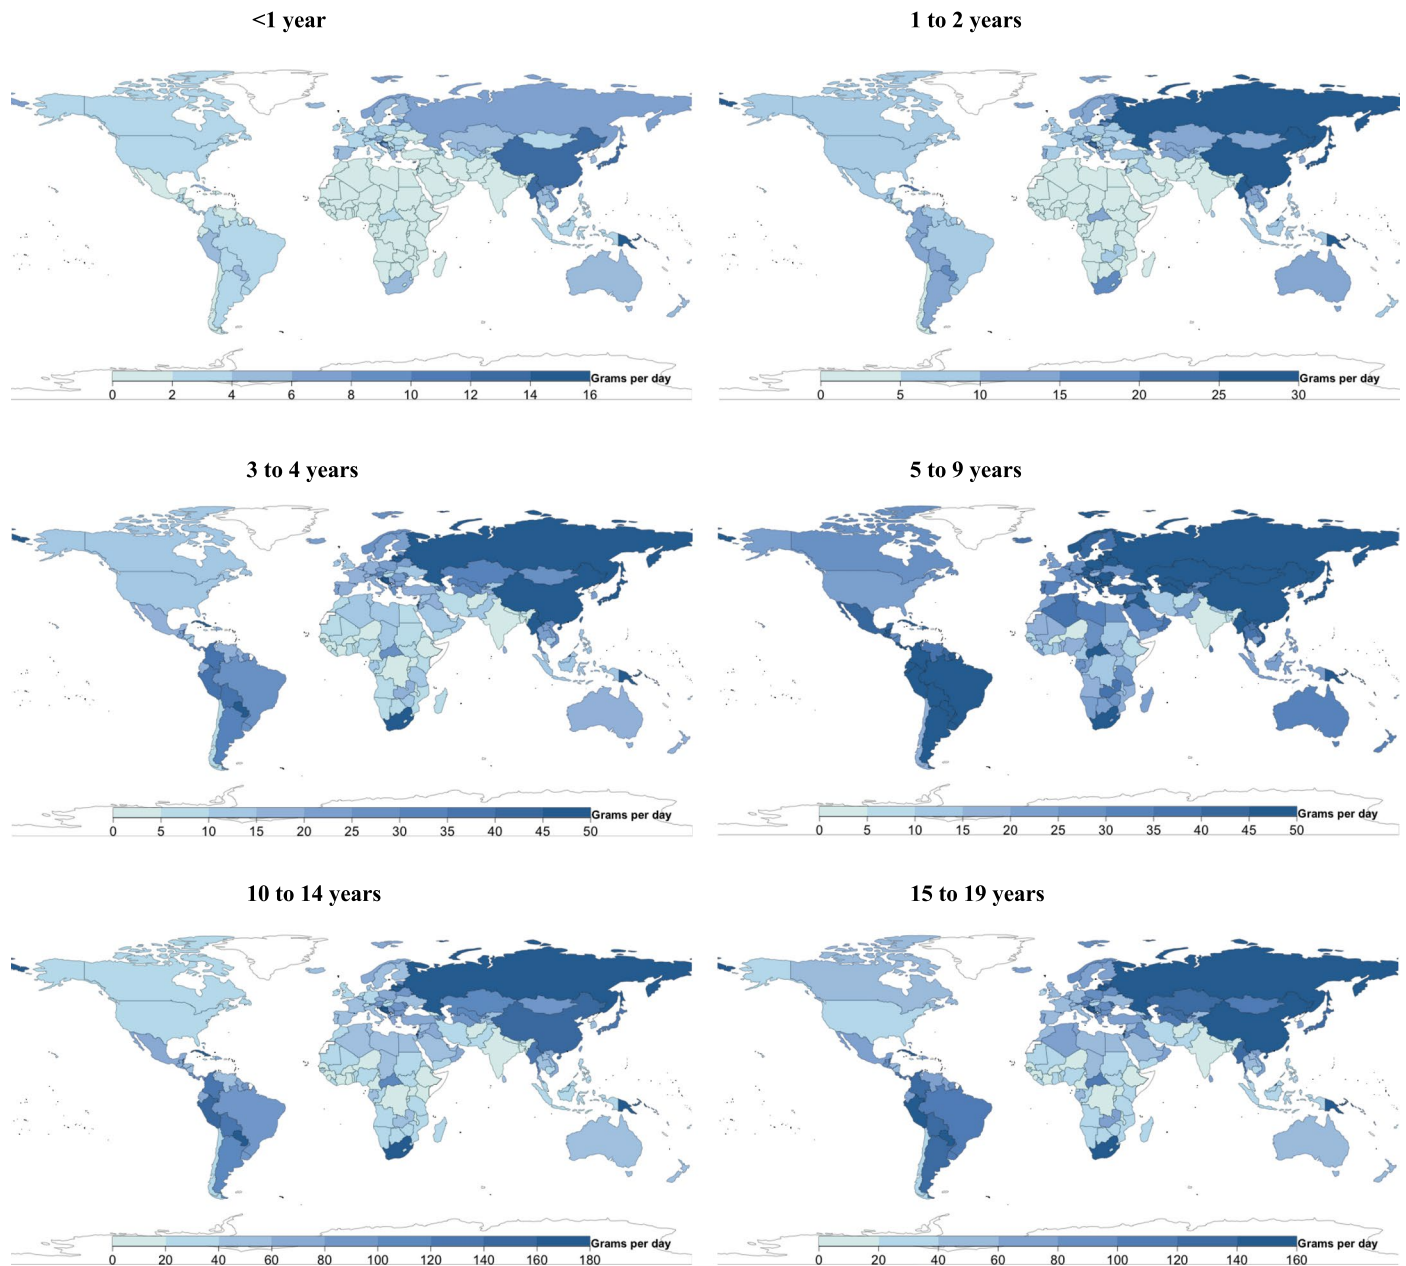 <1 year
1 to 2 years
0 2 4 6 8 10 12 14 16 Grams per day
0 5 10 15 20 25 30 Grams per day
3 to 4 years
5 to 9 years
0 5 10 15 20 25 30 35 40 45 50 Grams per day
0 5 10 15 20 25 30 35 40 45 50 Grams per day
10 to 14 years
15 to 19 years
0 20 40 60 80 100 120 140 160 180 Grams per day
0 20 40 60 80 100 120 140 160 Grams per day